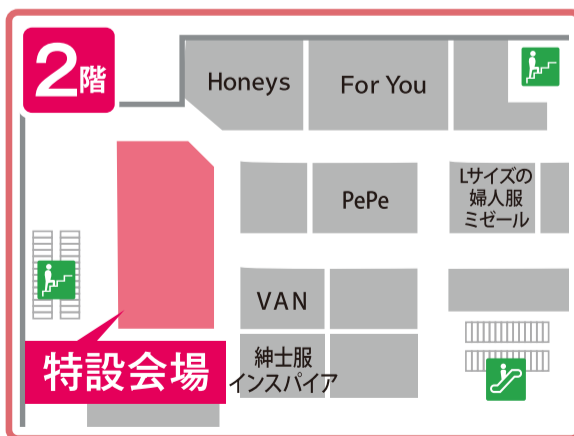 2階
Honeys
For You
PePe
Lサイズの
婦人服
ミゼール
VAN
紳士服
インスパイア
特設会場